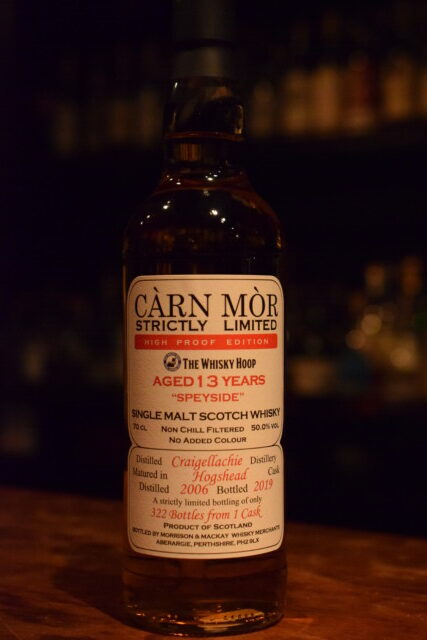 CÀRN MÒR
STRICTLY LIMITED
HIGH PROOF EDITION
THE WHISKY HOOP
AGED 13 YEARS
"SPEYSIDE"
SINGLE MALT SCOTCH WHISKY
70 CL NON CHILL FILTERED 50.0% VOL
NO ADDED COLOUR
Distilled Craigellachie Distillery
Matured in Hogshead Cask
Distilled 2006 Bottled 2019
A strictly limited bottling of only
322 Bottles from 1 Cask
PRODUCT OF SCOTLAND
BOTTLED BY MORRISON & MACKAY WHISKY MERCHANTS
ABERARGIE, PERTHSHIRE, PH2 9LX